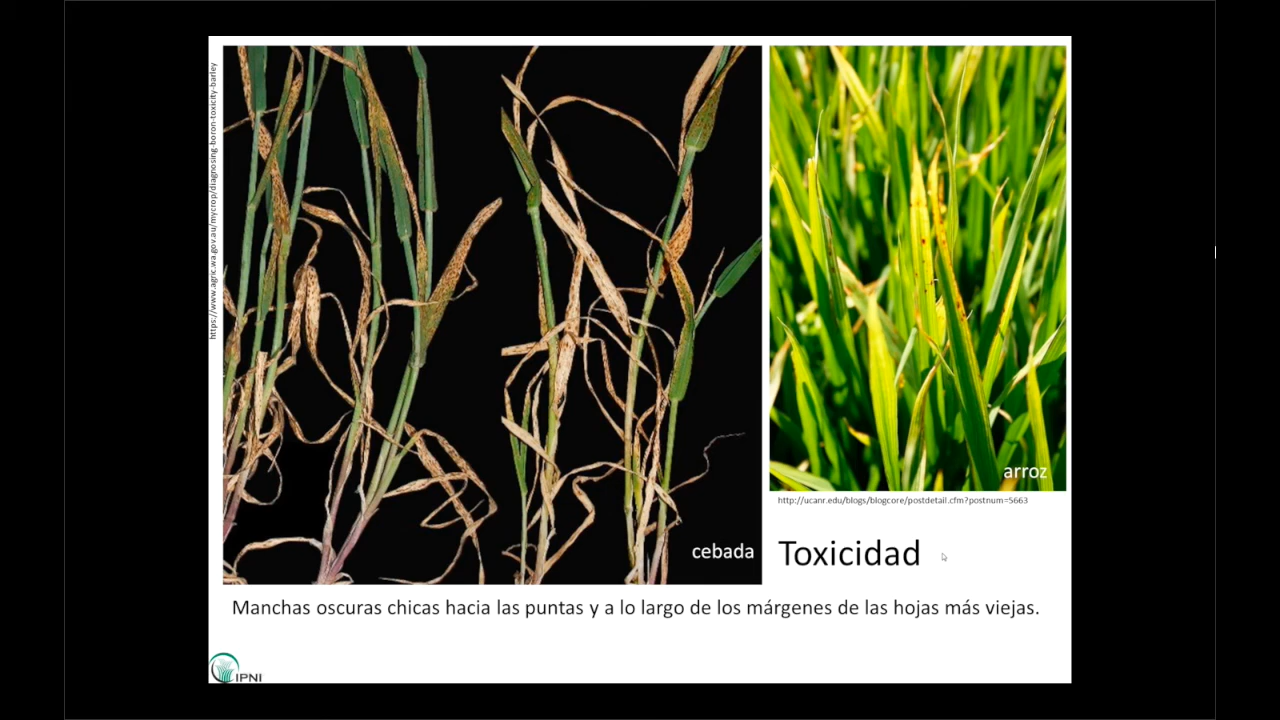 https://www.agric.wa.gov.au/mycrop/diagnosing-boron-toxicity-barley
cebada
arroz
http://ucanr.edu/blogs/blogcore/postdetail.cfm?postnum=5663
Toxicidad
Manchas oscuras chicas hacia las puntas y a lo largo de los márgenes de las hojas más viejas.
IPNI